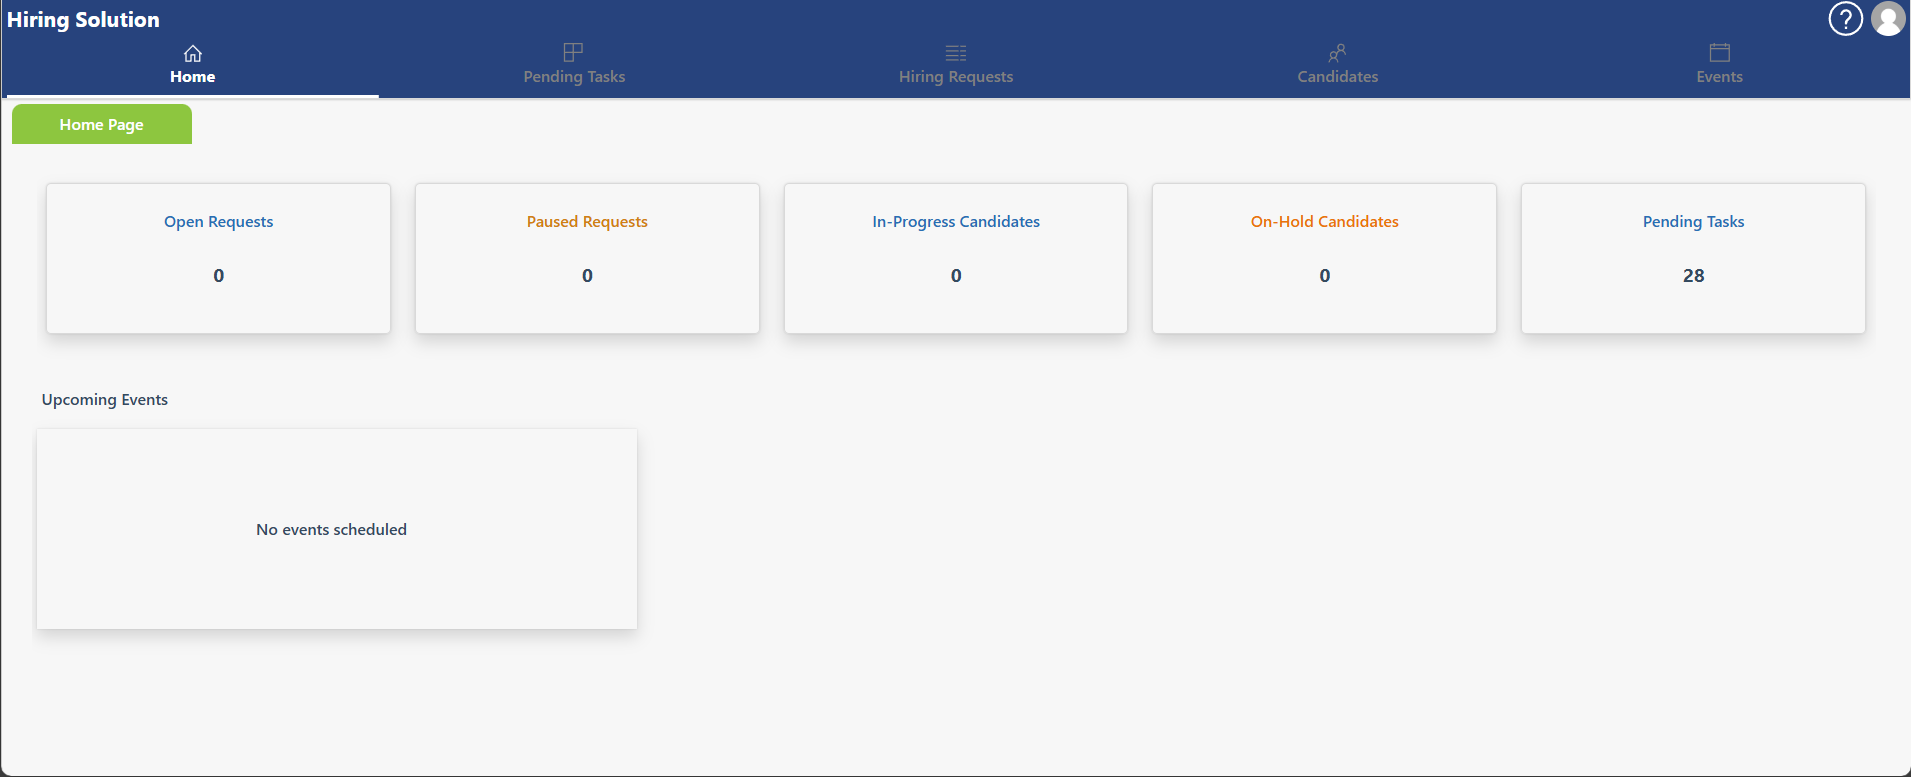 Hiring Solution
?
Home
Pending Tasks
Hiring Requests
Candidates
Events
Home Page
Open Requests
0
Paused Requests
0
In-Progress Candidates
0
On-Hold Candidates
0
Pending Tasks
28
Upcoming Events
No events scheduled